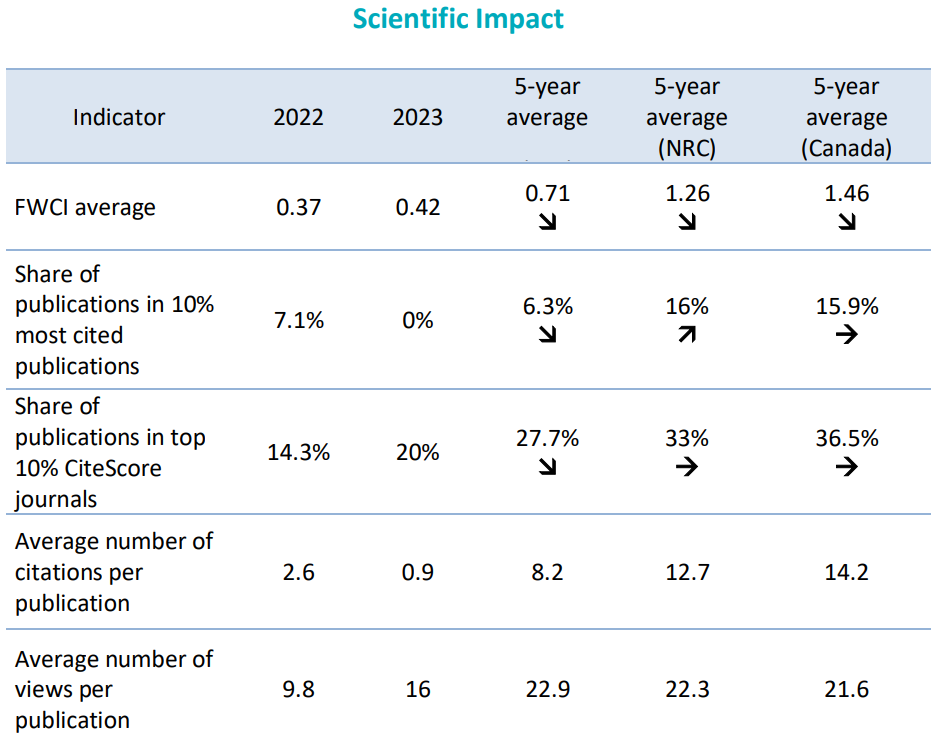 Scientific Impact
Indicator
2022
2023
5-year
average
5-year
average
(NRC)
5-year
average
(Canada)
FWCI average
0.37
0.42
0.71
1.26
1.46
Share of
publications in 10%
most cited
publications
7.1%
0%
6.3%
16%
15.9%
Share of
publications in top
10% CiteScore
journals
14.3%
20%
27.7%
33%
36.5%
Average number of
citations per
publication
2.6
0.9
8.2
12.7
14.2
Average number of
views per
publication
9.8
16
22.9
22.3
21.6